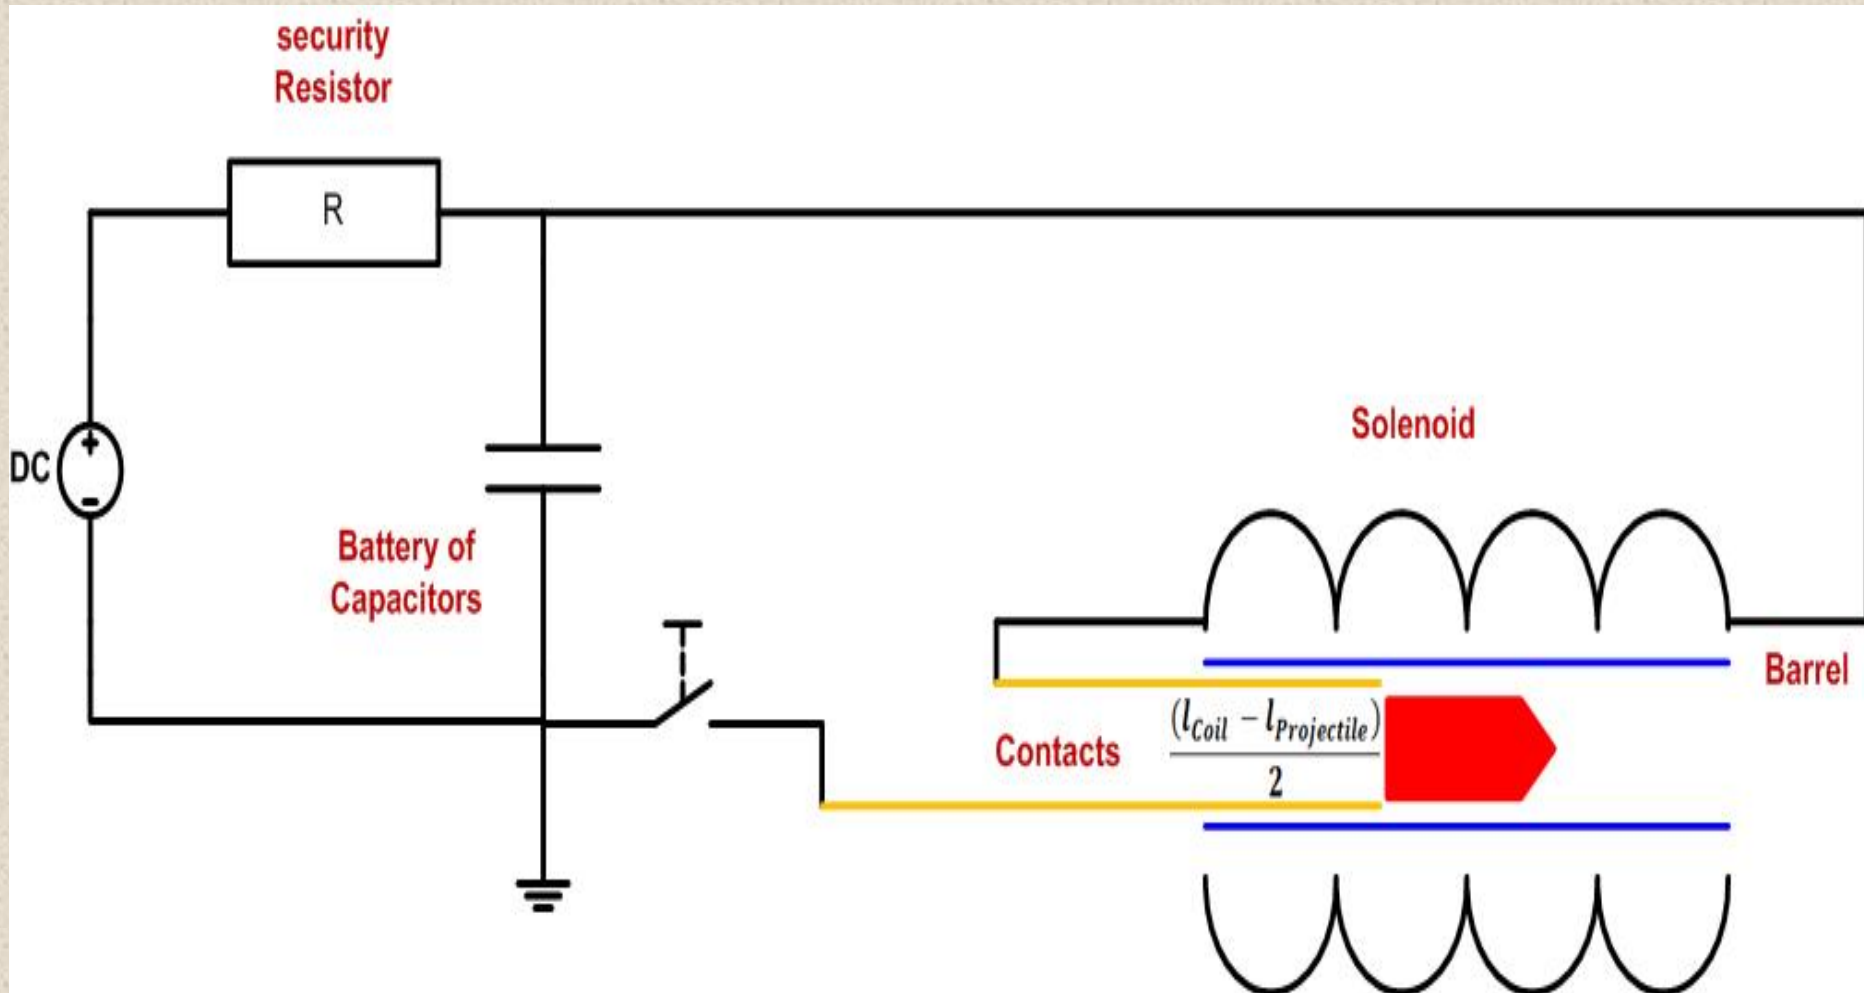 security
Resistor
R
DC
+
-
Battery of
Capacitors
Solenoid
Barrel
Contacts
(l_Coil − l_Projectile)
2